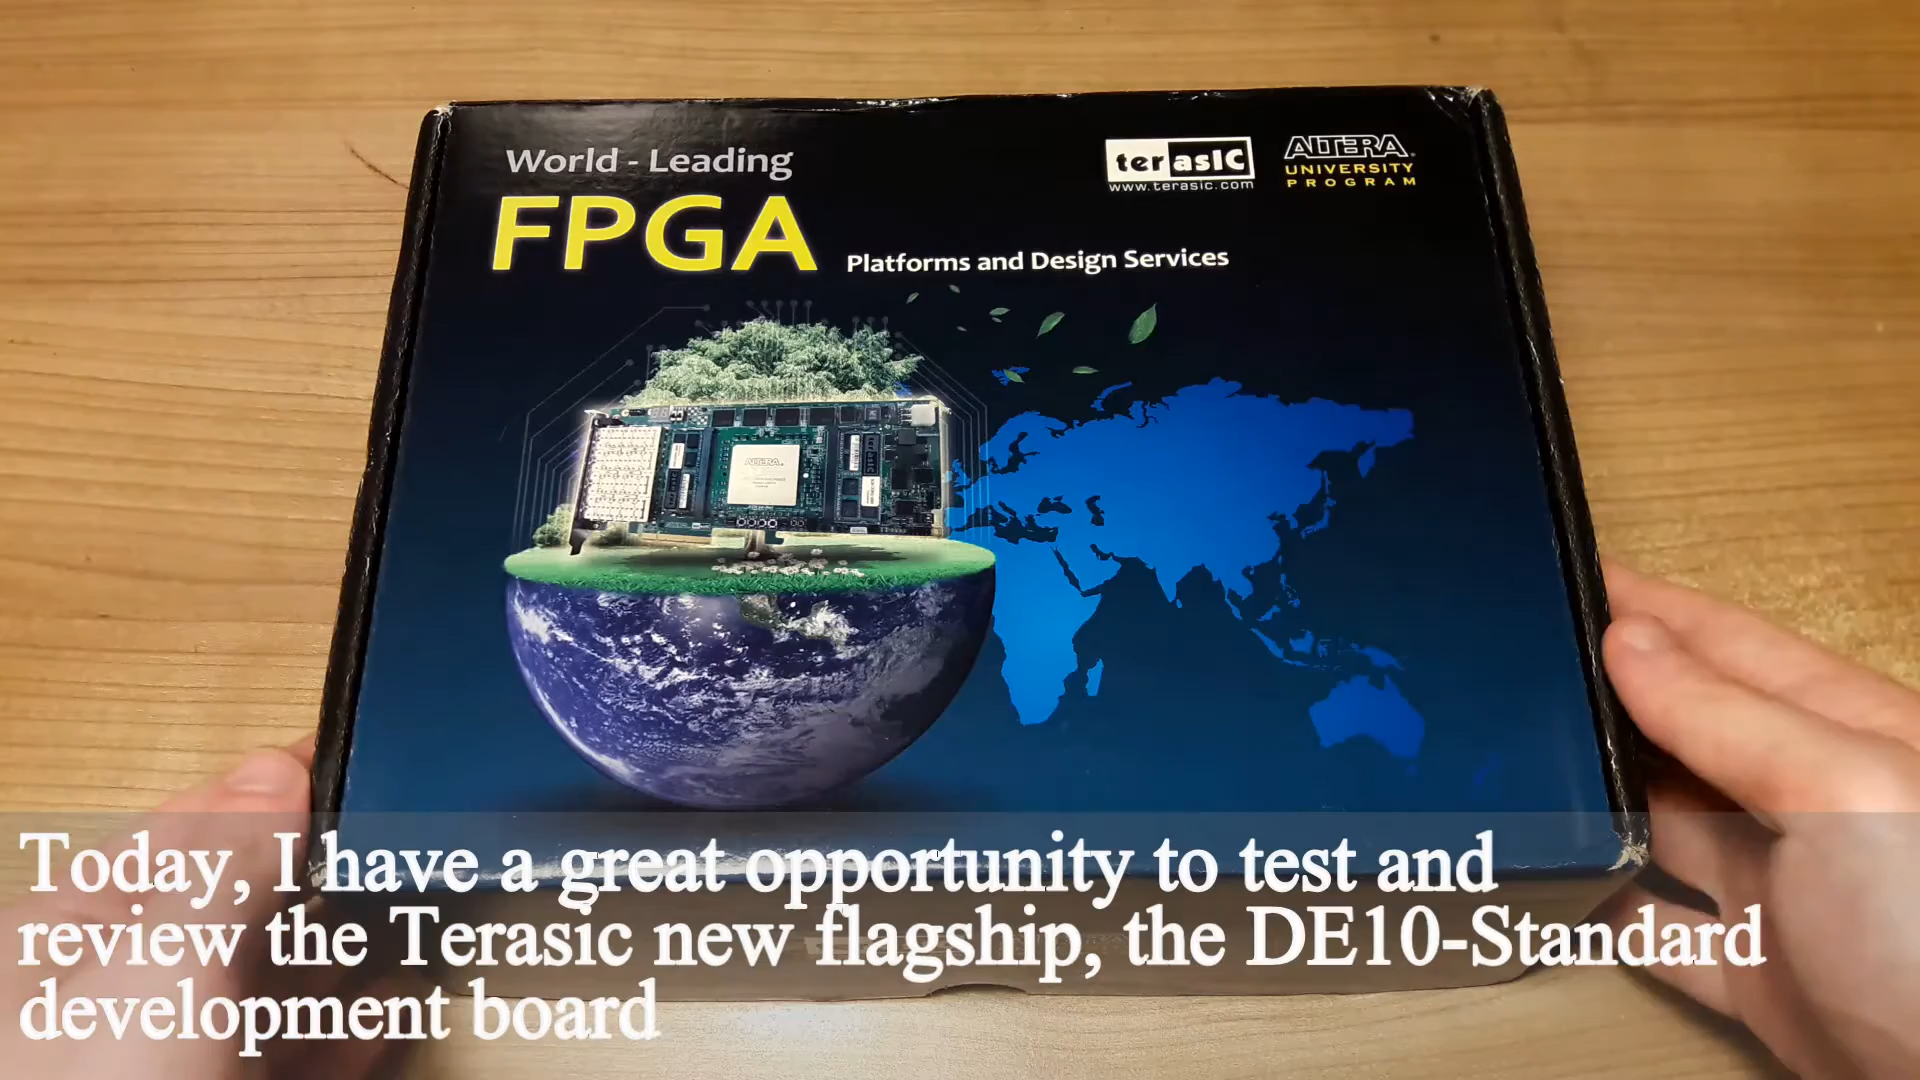 World - Leading
FPGA
Platforms and Design Services
terasIC
www.terasic.com
ALTERA
UNIVERSITY
PROGRAM
ALTERA
Today, I have a great opportunity to test and
review the Terasic new flagship, the DE10-Standard
development board